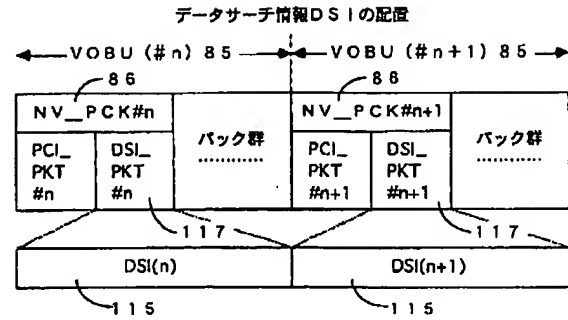 データサーチ情報DSIの配置
VOBU (#n) 85
VOBU (#n+1) 85
86
86
NV_PCK#n
パック群
NV_PCK#n+1
パック群
PCI_
PKT
#n
DSI_
PKT
#n
............
PCI_
PKT
#n+1
DSI_
PKT
#n+1
............
117
117
DSI(n)
DSI(n+1)
115
115